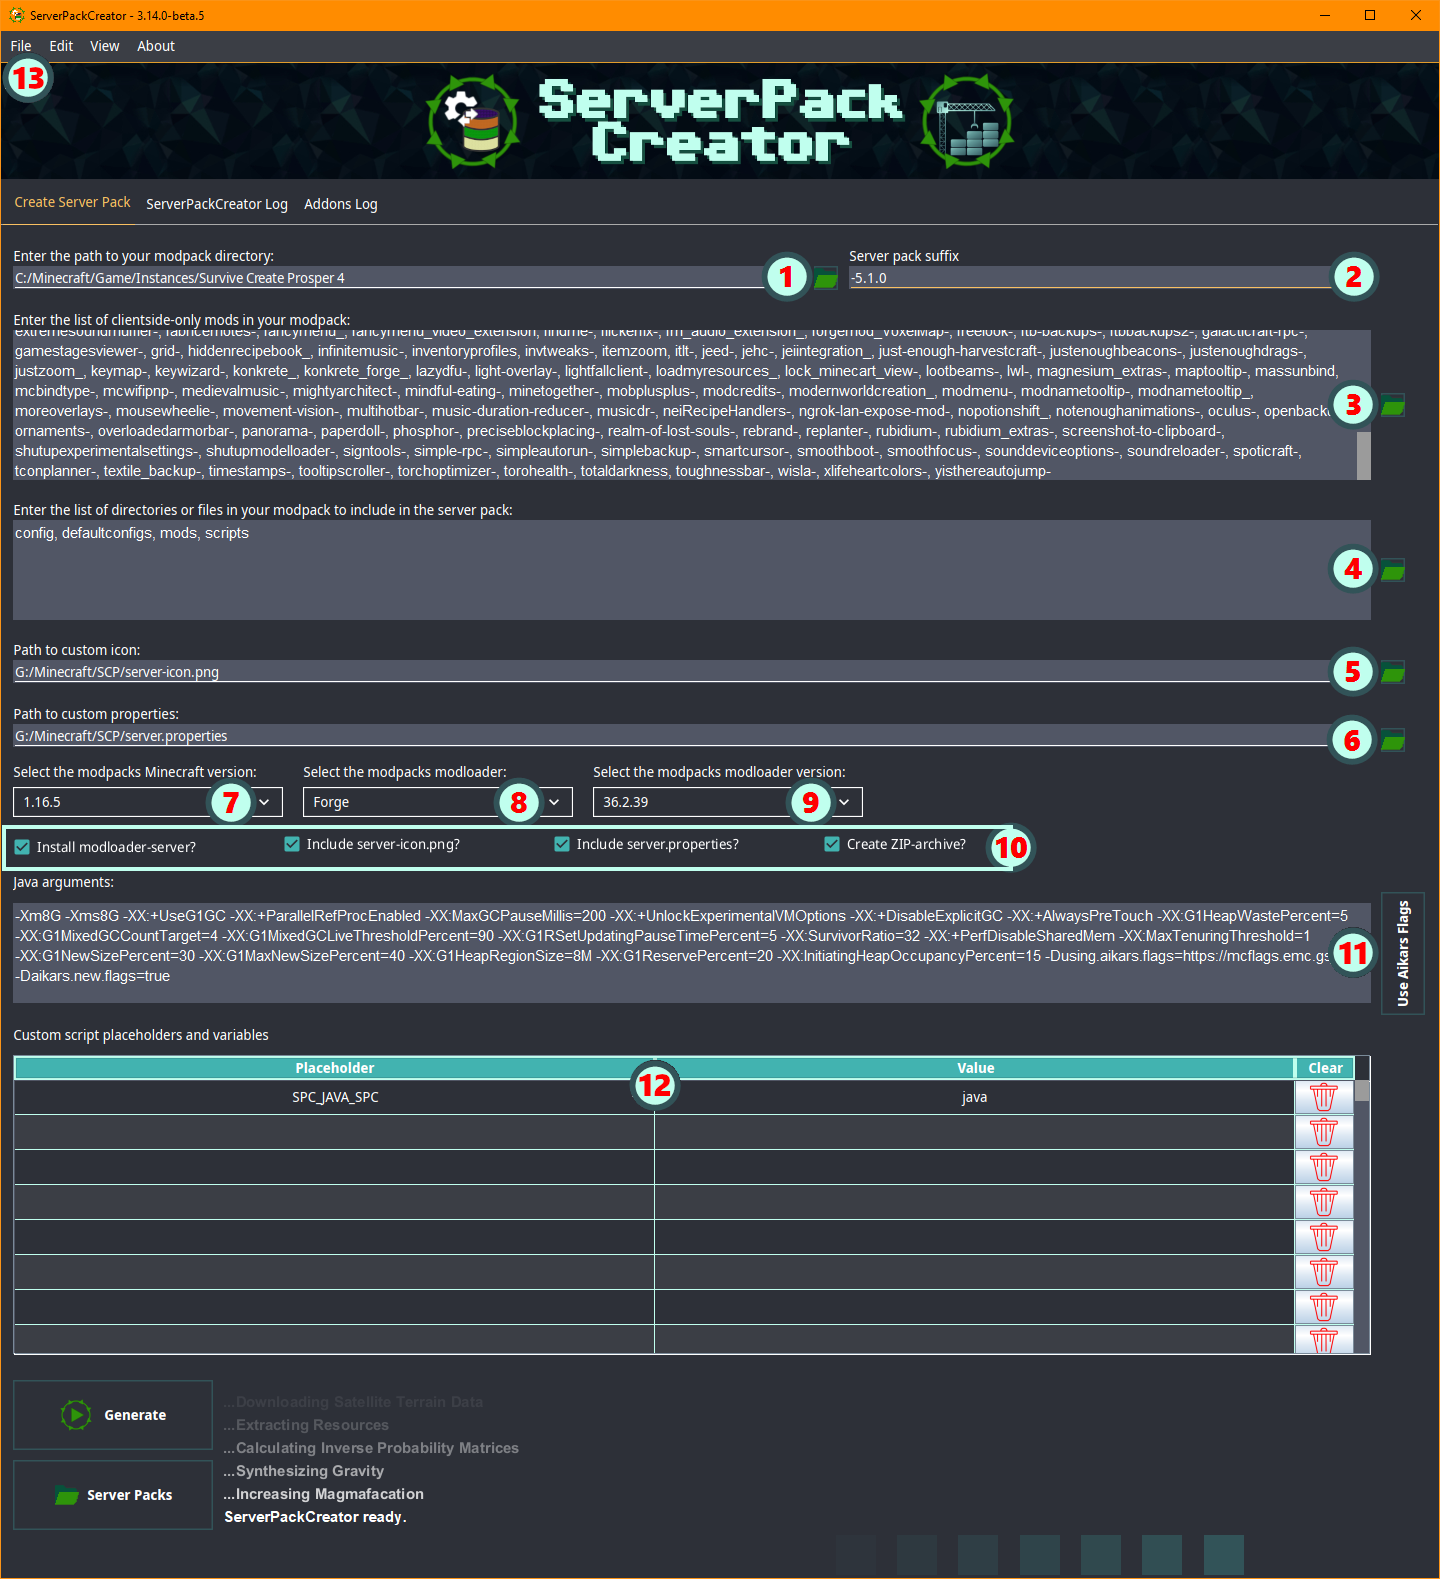 ServerPackCreator - 3.14.0-beta.5
File Edit View About
13
ServerPack
Creator
Create Server Pack ServerPackCreator Log Addons Log
Enter the path to your modpack directory: Server pack suffix
C:/Minecraft/Game/Instances/Survive Create Prosper 4 1 -5.1.0 2
Enter the list of clientside-only mods in your modpack:
extremesoundmuffler-, fabricemotes-, fancymenu_, fancymenu_video_extension, findme-, flickerfix-, fm_audio_extension_, forgemod_VoxelMap-, freelook-, ftb-backups-, ftbbackups2-, galacticraft-rpc-,
gamestagesviewer-, grid-, hiddenrecipebook_, infinitemusic-, inventoryprofiles, invtweaks-, itemzoom, itlt-, jeed-, jehc-, jeiintegration_, just-enough-harvestcraft-, justenoughbeacons-, justenoughdrags-,
justzoom_, keymap-, keywizard-, konkrete_, konkrete_forge_, lazydfu-, light-overlay-, lightfallclient-, loadmyresources_, lock_minecart_view-, lootbeams-, lwl-, magnesium_extras-, maptooltip-, massunbind,
mcbindtype-, mcwifipnp-, medievalmusic-, mightyarchitect-, mindful-eating-, minetogether-, mobplusplus-, modcredits-, modernworldcreation_, modmenu-, modnametooltip-, modnametooltip_,
moreoverlays-, mousewheelie-, movement-vision-, multihotbar-, music-duration-reducer-, musicdr-, neiRecipeHandlers-, ngrok-lan-expose-mod-, nopotionshift_, notenoughanimations-, oculus-, 3
ornaments-, overloadedarmorbar-, panorama-, paperdoll-, phosphor-, preciseblockplacing-, realm-of-lost-souls-, rebrand-, replanter-, rubidium-, rubidium_extras-, screenshot-to-clipboard-,
shutupexperimentalsettings-, shutupmodelloader-, signtools-, simple-rpc-, simpleautorun-, simplebackup-, smartcursor-, smoothboot-, smoothfocus-, sounddeviceoptions-, soundreloader-, spoticraft-,
tconplanner-, textile_backup-, timestamps-, tooltipscroller-, torchoptimizer-, torohealth-, totaldarkness, toughnessbar-, wisla-, xlifeheartcolors-, yisthereautojump-
Enter the list of directories or files in your modpack to include in the server pack:
config, defaultconfigs, mods, scripts
4
Path to custom icon:
G:/Minecraft/SCP/server-icon.png 5
Path to custom properties:
G:/Minecraft/SCP/server.properties 6
Select the modpacks Minecraft version: Select the modpacks modloader: Select the modpacks modloader version:
1.16.5 7 Forge 8 36.2.39 9
Install modloader-server? Include server-icon.png? Include server.properties? Create ZIP-archive? 10
Java arguments:
-Xm8G -Xms8G -XX:+UseG1GC -XX:+ParallelRefProcEnabled -XX:MaxGCPauseMillis=200 -XX:+UnlockExperimentalVMOptions -XX:+DisableExplicitGC -XX:+AlwaysPreTouch -XX:G1HeapWastePercent=5
-XX:G1MixedGCCountTarget=4 -XX:G1MixedGCLiveThresholdPercent=90 -XX:G1RSetUpdatingPauseTimePercent=5 -XX:SurvivorRatio=32 -XX:+PerfDisableSharedMem -XX:MaxTenuringThreshold=1
-XX:G1NewSizePercent=30 -XX:G1MaxNewSizePercent=40 -XX:G1HeapRegionSize=8M -XX:G1ReservePercent=20 -XX:InitiatingHeapOccupancyPercent=15 -Dusing.aikars.flags=https://mcflags.emc.gs 11
-Daikars.new.flags=true
Use Aikars Flags
Custom script placeholders and variables
Placeholder Value Clear
12
SPC_JAVA_SPC java
Generate
Server Packs
...Downloading Satellite Terrain Data
...Extracting Resources
...Calculating Inverse Probability Matrices
...Synthesizing Gravity
...Increasing Magmafacation
ServerPackCreator ready.